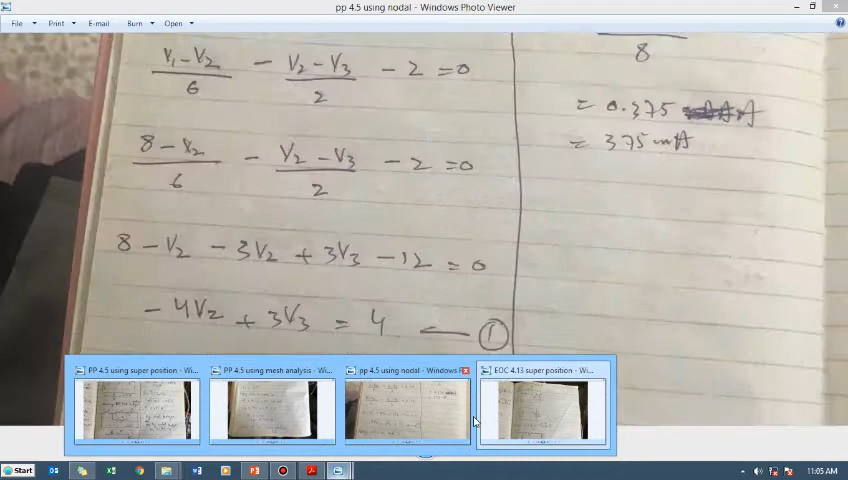 pp 4.5 using nodal - Windows Photo Viewer
File Print E-mail Burn Open
V₁-V₂/6 - V₂-V₃/2 - 2 = 0
8 - V₂/6 - V₂-V₃/2 - 2 = 0
8 - V₂ - 3V₂ + 3V₃ - 12 = 0
- 4V₂ + 3V₃ = 4 ← ①
8
= 0.375 A
= 375 mA
PP 4.5 using super position - Wi...
PP 4.5 using mesh analysis - Wind...
pp 4.5 using nodal - Windows P
EOC 4.13 super position - Wi...
Start
11:05 AM